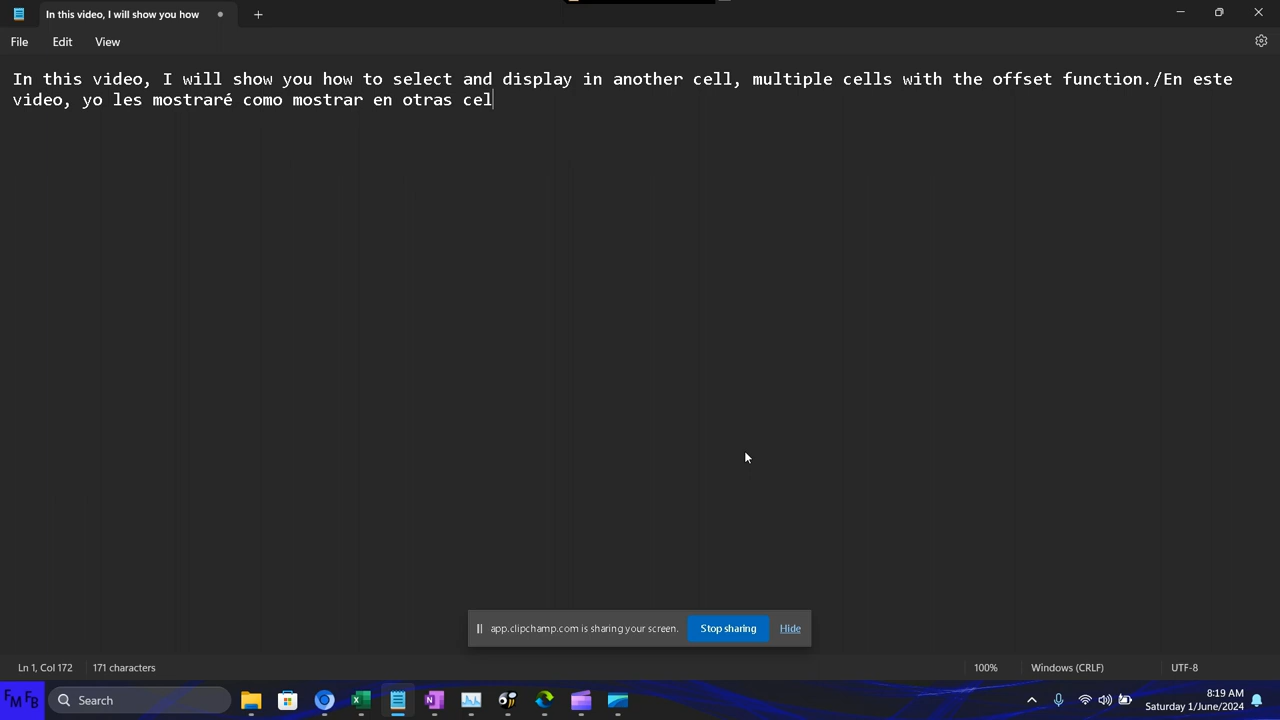 In this video, I will show you how
File
Edit
View
In this video, I will show you how to select and display in another cell, multiple cells with the offset function./En este
video, yo les mostraré como mostrar en otras cel
app.clipchamp.com is sharing your screen.
Stop sharing
Hide
Ln 1, Col 172
171 characters
100%
Windows (CRLF)
UTF-8
FM FB
Search
8:19 AM
Saturday 1/June/2024